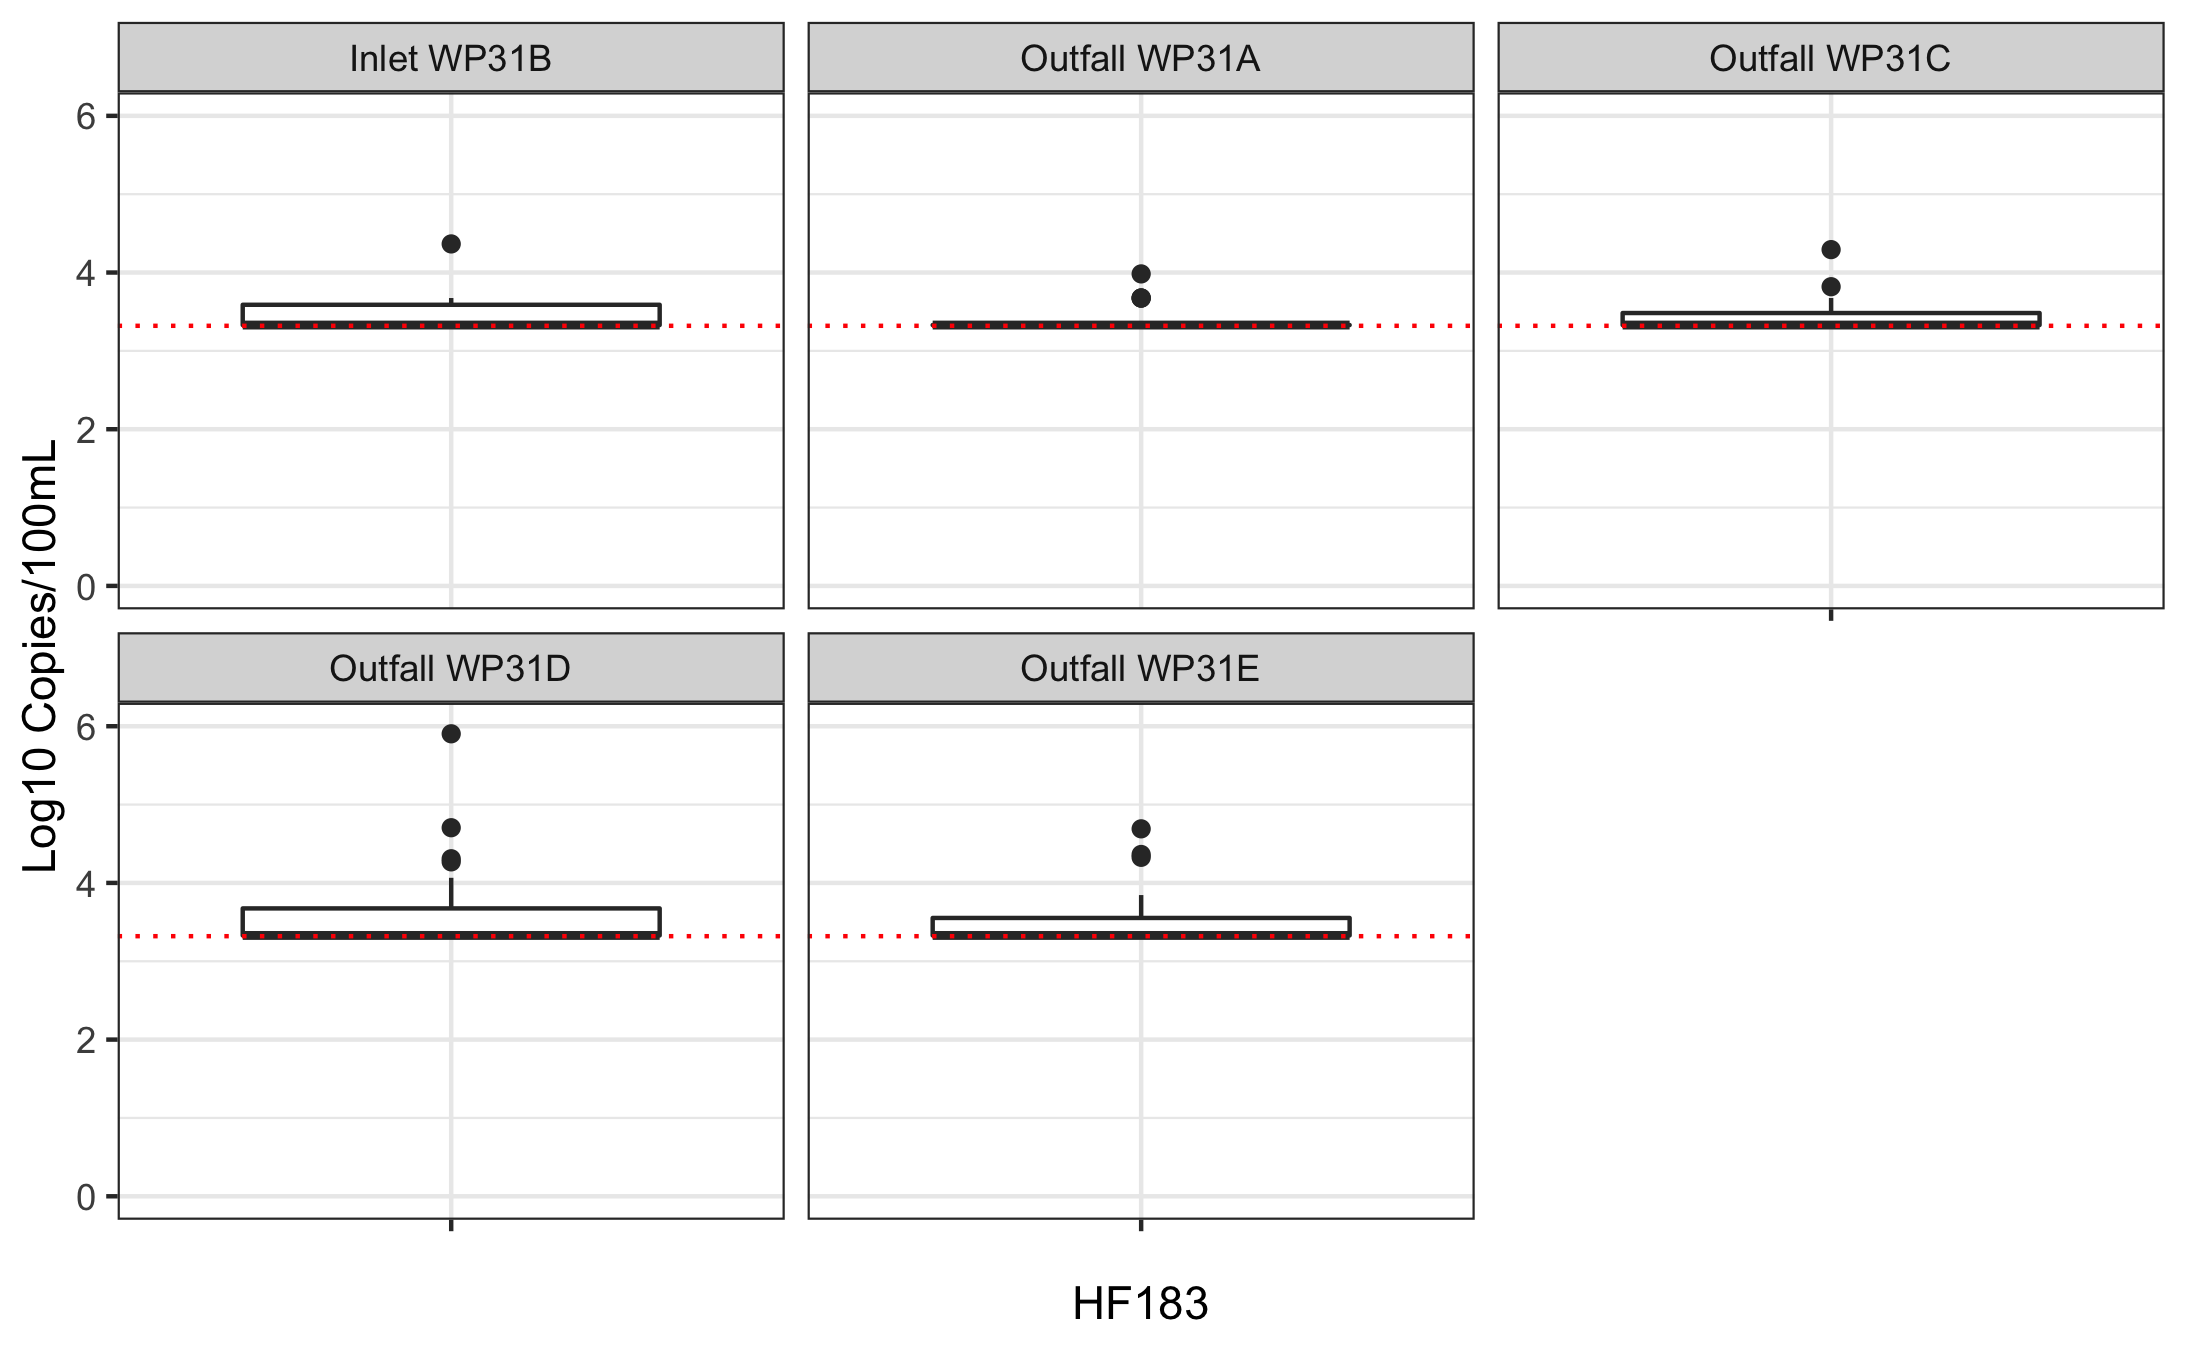 Inlet WP31B
Outfall WP31A
Outfall WP31C
6
4
2
0
Outfall WP31D
Outfall WP31E
6
4
2
0
Log10 Copies/100mL
HF183